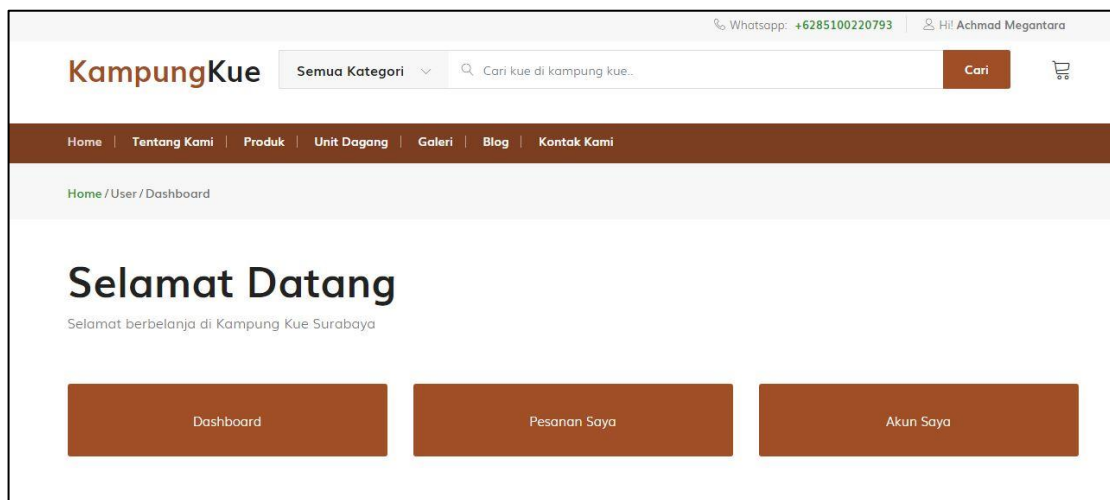 Whatsapp: +6285100220793 Hi! Achmad Megantara
KampungKue Semua Kategori Cari kue di kampung kue.. Cari
Home | Tentang Kami | Produk | Unit Dagang | Galeri | Blog | Kontak Kami
Home / User / Dashboard
Selamat Datang
Selamat berbelanja di Kampung Kue Surabaya
Dashboard Pesanan Saya Akun Saya